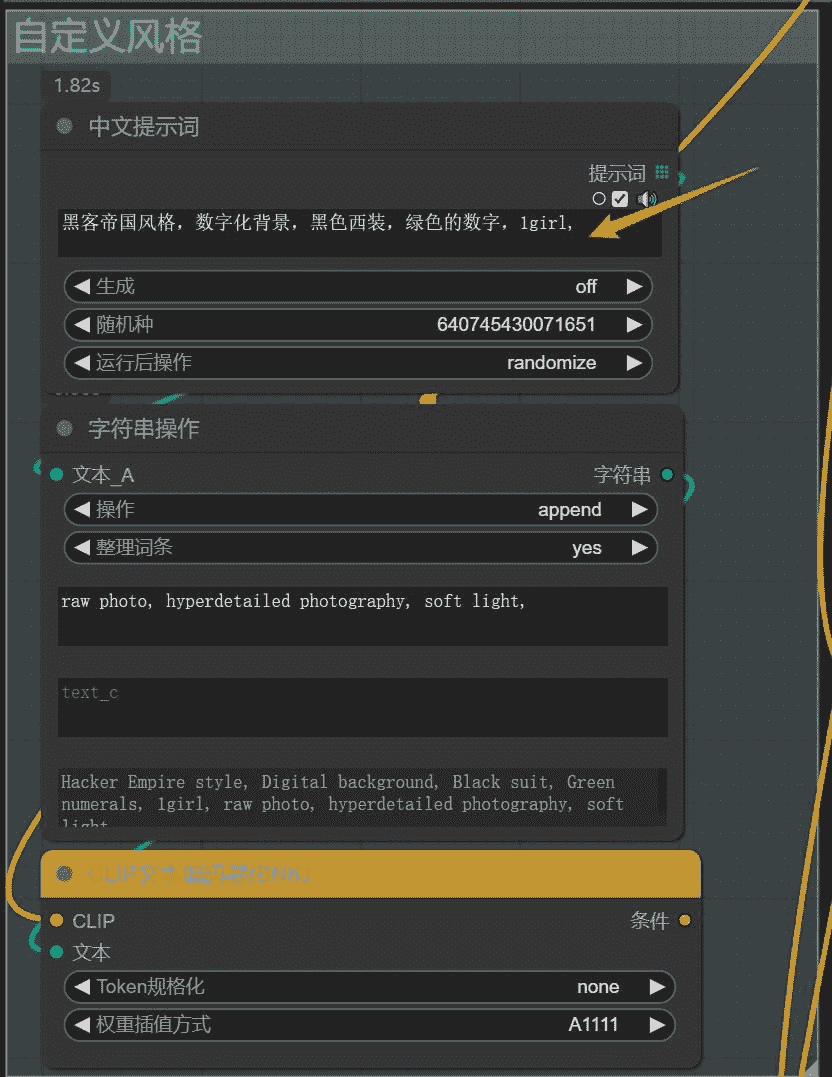 自定义风格
1.82s
中文提示词
提示词
黑客帝国风格，数字化背景，黑色西装，绿色的数字，1girl,
生成 off
随机种 640745430071651
运行后操作 randomize
字符串操作
文本_A 字符串
操作 append
整理词条 yes
raw photo, hyperdetailed photography, soft light,
text_c
Hacker Empire style, Digital background, Black suit, Green
numerals, 1girl, raw photo, hyperdetailed photography, soft
light
CLIP 条件
文本
Token规格化 none
权重插值方式 A1111